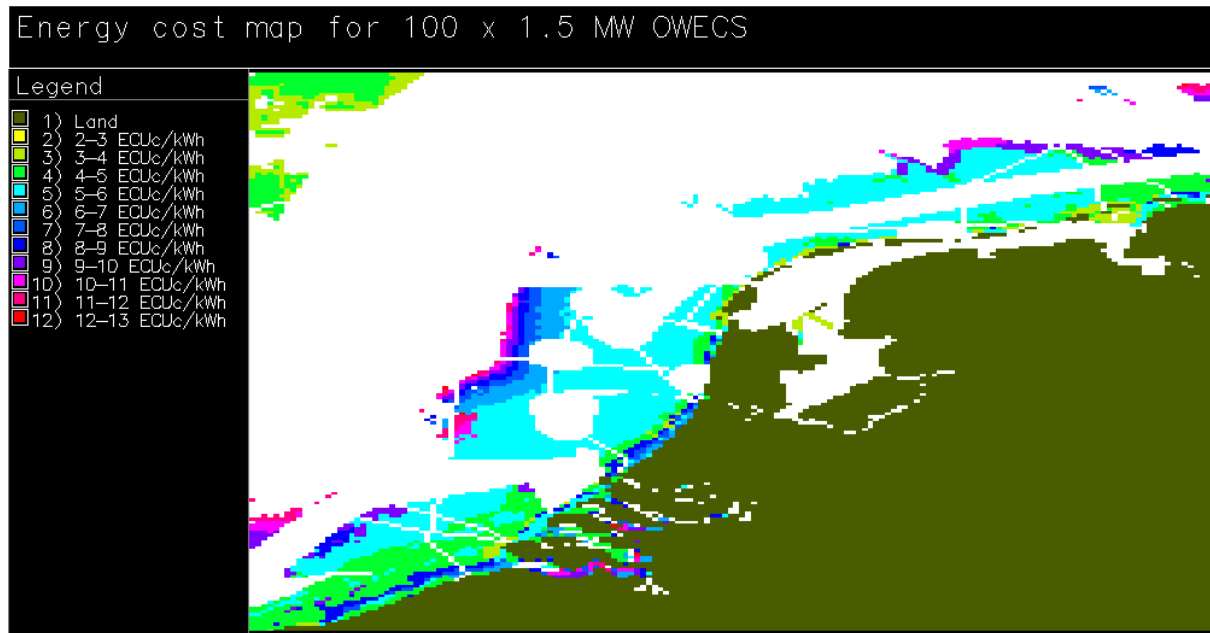 Energy cost map for 100 x 1.5 MW OWECS
Legend
1) Land
2) 2–3 ECUc/kWh
3) 3–4 ECUc/kWh
4) 4–5 ECUc/kWh
5) 5–6 ECUc/kWh
6) 6–7 ECUc/kWh
7) 7–8 ECUc/kWh
8) 8–9 ECUc/kWh
9) 9–10 ECUc/kWh
10) 10–11 ECUc/kWh
11) 11–12 ECUc/kWh
12) 12–13 ECUc/kWh